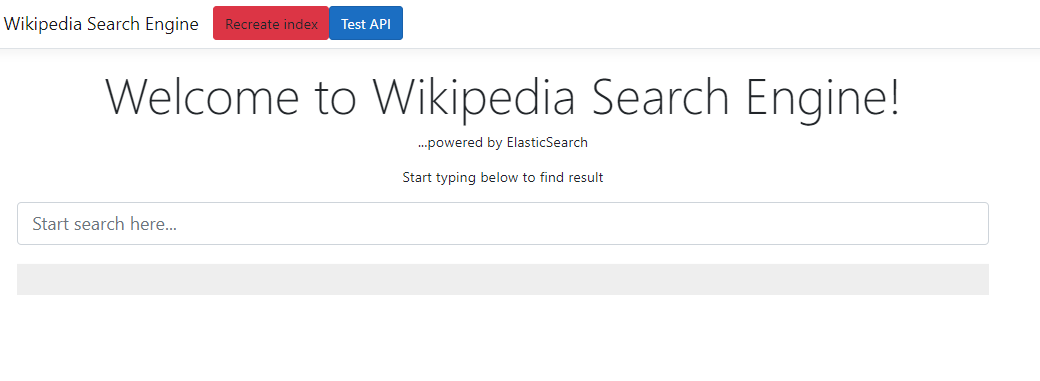 Wikipedia Search Engine Recreate index Test API
Welcome to Wikipedia Search Engine!
...powered by ElasticSearch
Start typing below to find result
Start search here...